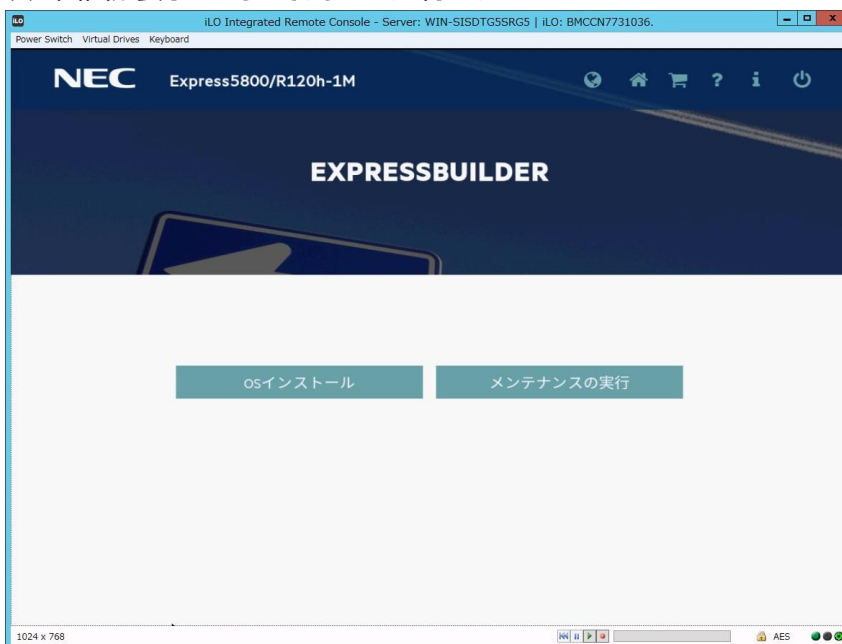 iLO Integrated Remote Console - Server: WIN-SISDTG5SRG5 | iLO: BMCCN7731036.
Power Switch Virtual Drives Keyboard
NEC Express5800/R120h-1M
EXPRESSBUILDER
OSインストール メンテナンスの実行
1024 x 768
AES